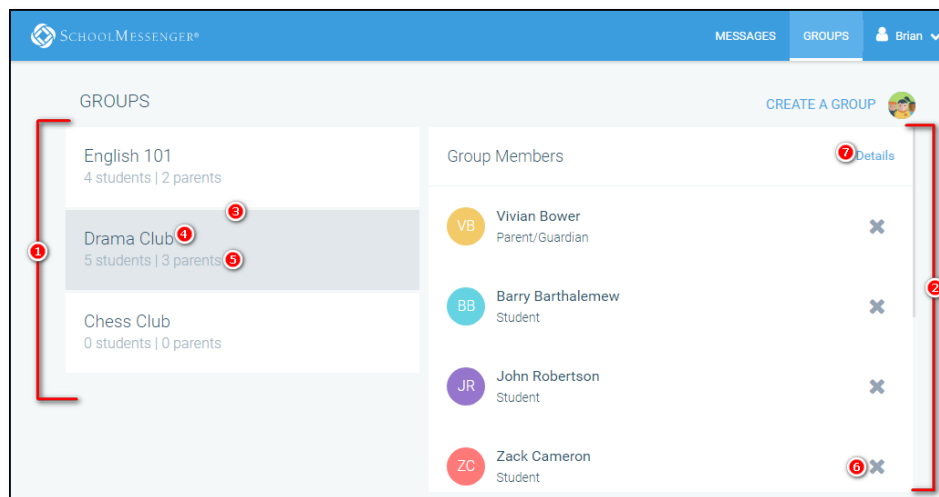 SCHOOLMESSENGER®
MESSAGES GROUPS Brian
GROUPS
CREATE A GROUP
1
English 101
4 students | 2 parents
3
Drama Club 4
5 students | 3 parents 5
Chess Club
0 students | 0 parents
2
Group Members
7 Details
VB
Vivian Bower
Parent/Guardian
BB
Barry Barthalemew
Student
JR
John Robertson
Student
ZC
Zack Cameron
Student
6